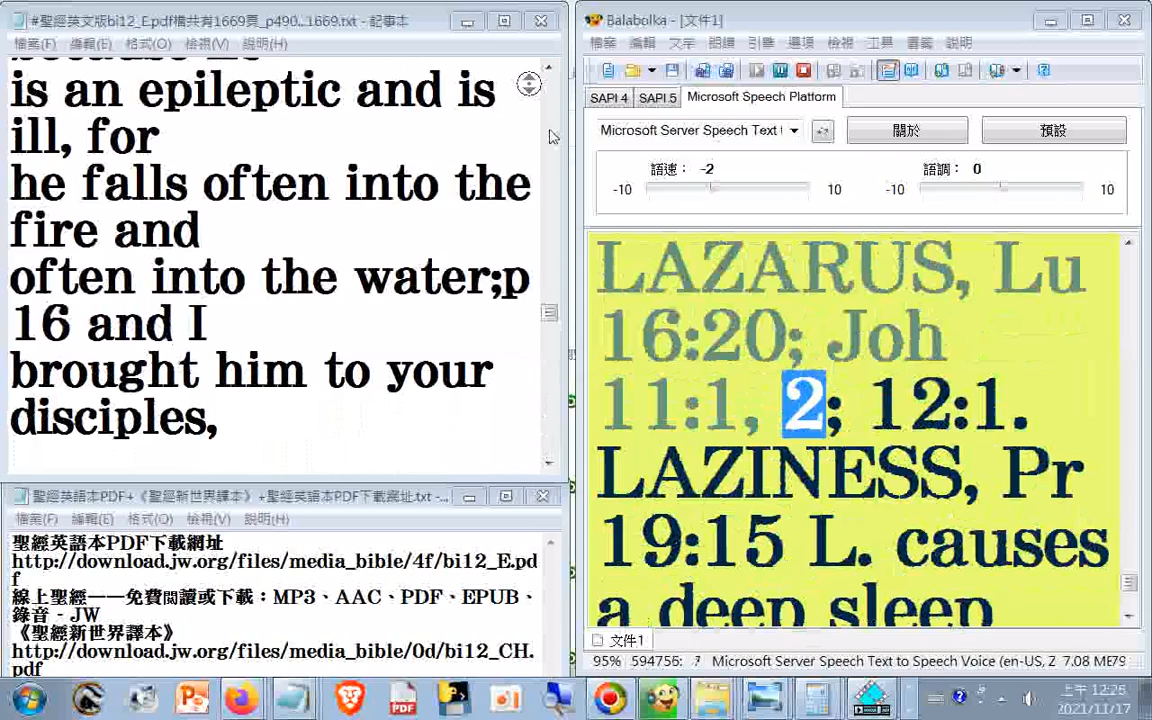 #聖經英文版bi12_E.pdf檔共有1669頁_p490...1669.txt - 記事本
檔案(F) 編輯(E) 格式(O) 檢視(V) 說明(H)
is an epileptic and is
ill, for
he falls often into the
fire and
often into the water;p
16 and I
brought him to your
disciples,
聖經英語本PDF+《聖經新世界譯本》+聖經英語本PDF下載網址.txt -...
檔案(F) 編輯(E) 格式(O) 檢視(V) 說明(H)
聖經英語本PDF下載網址
http://download.jw.org/files/media_bible/4f/bi12_E.pd
f
線上聖經——免費閱讀或下載：MP3、AAC、PDF、EPUB、
錄音 - JW
《聖經新世界譯本》
http://download.jw.org/files/media_bible/0d/bi12_CH.
pdf
Balabolka - [文件1]
檔案 編輯 文字 朗讀 引擎 選項 檢視 工具 書籤 說明
SAPI 4 SAPI 5 Microsoft Speech Platform
Microsoft Server Speech Text
關於 預設
語速： -2 語調： 0
-10 10 -10 10
LAZARUS, Lu
16:20; Joh
11:1, 2; 12:1.
LAZINESS, Pr
19:15 L. causes
a deep sleep
文件1
95% 594755: ? Microsoft Server Speech Text to Speech Voice (en-US, Z 7.08 ME
上午 12:26
2021/11/17